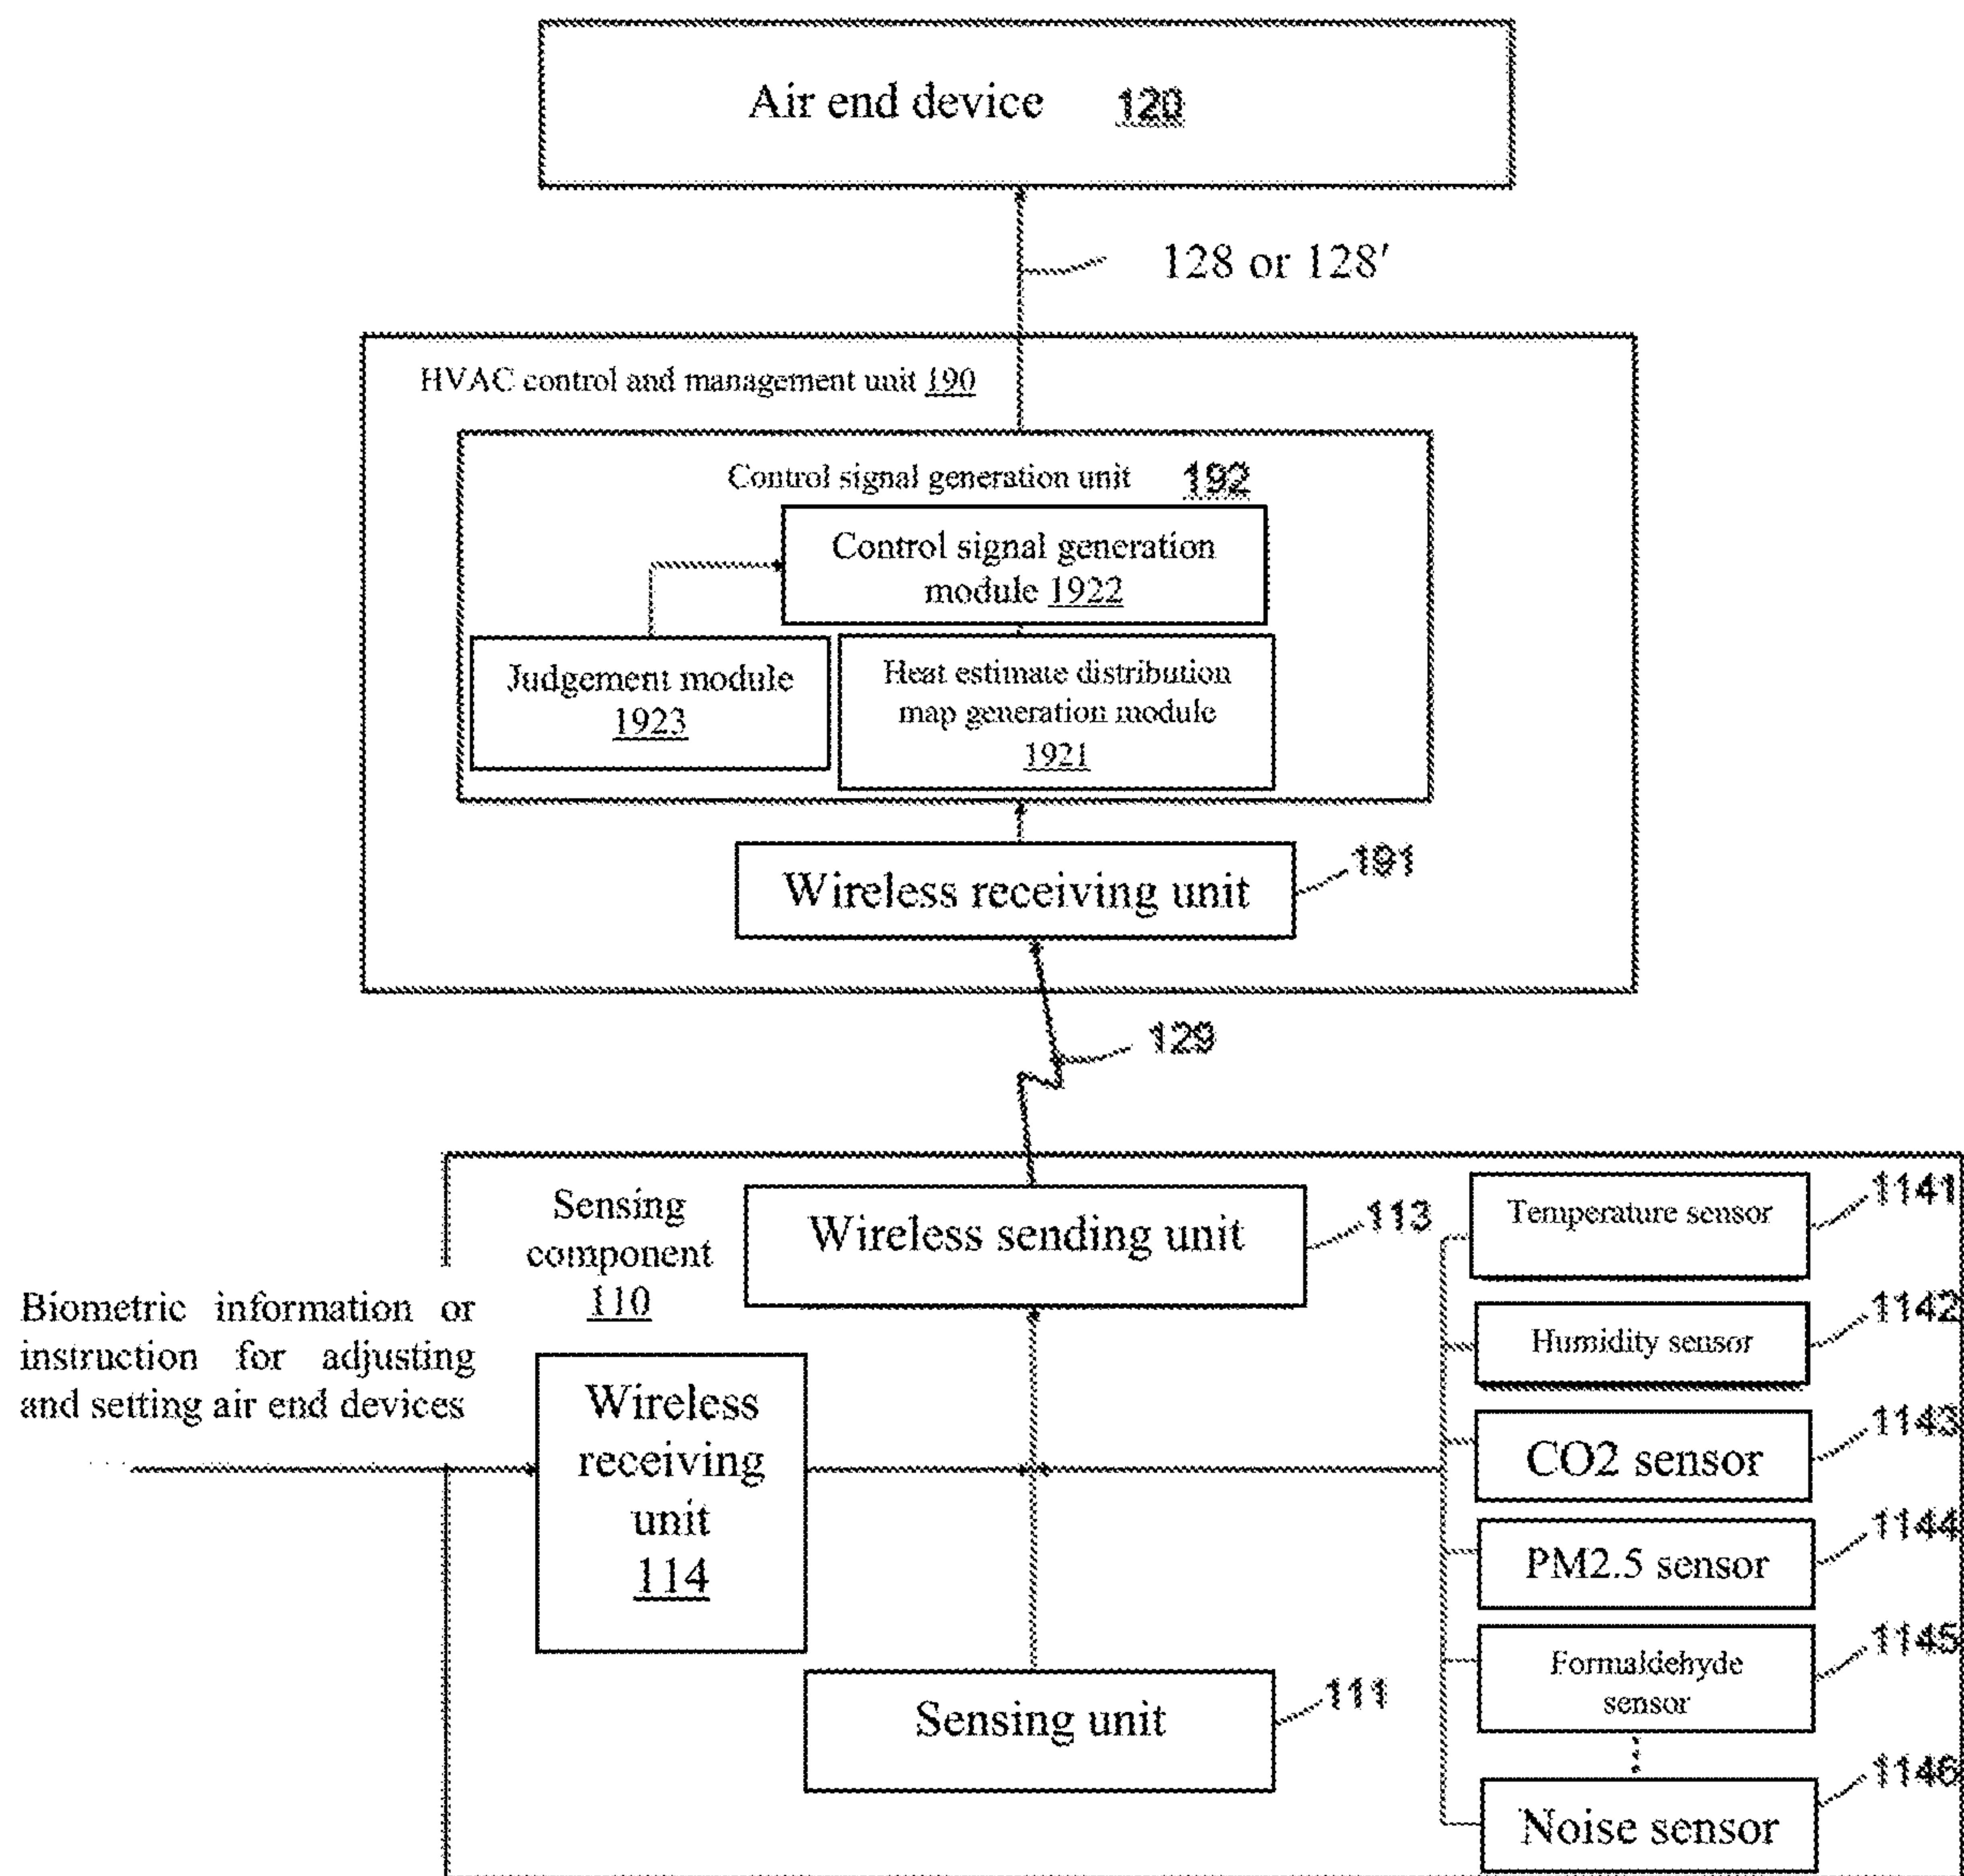 Air end device 120
128 or 128'
HVAC control and management unit 190
Control signal generation unit 192
Control signal generation
module 1922
Judgement module
1923
Heat estimate distribution
map generation module
1921
Wireless receiving unit
191
129
Sensing
component
110
Wireless sending unit
113
Temperature sensor
1141
Humidity sensor
1142
CO2 sensor
1143
PM2.5 sensor
1144
Formaldehyde
sensor
1145
Noise sensor
1146
Biometric information or
instruction for adjusting
and setting air end devices
Wireless
receiving
unit
114
Sensing unit
111